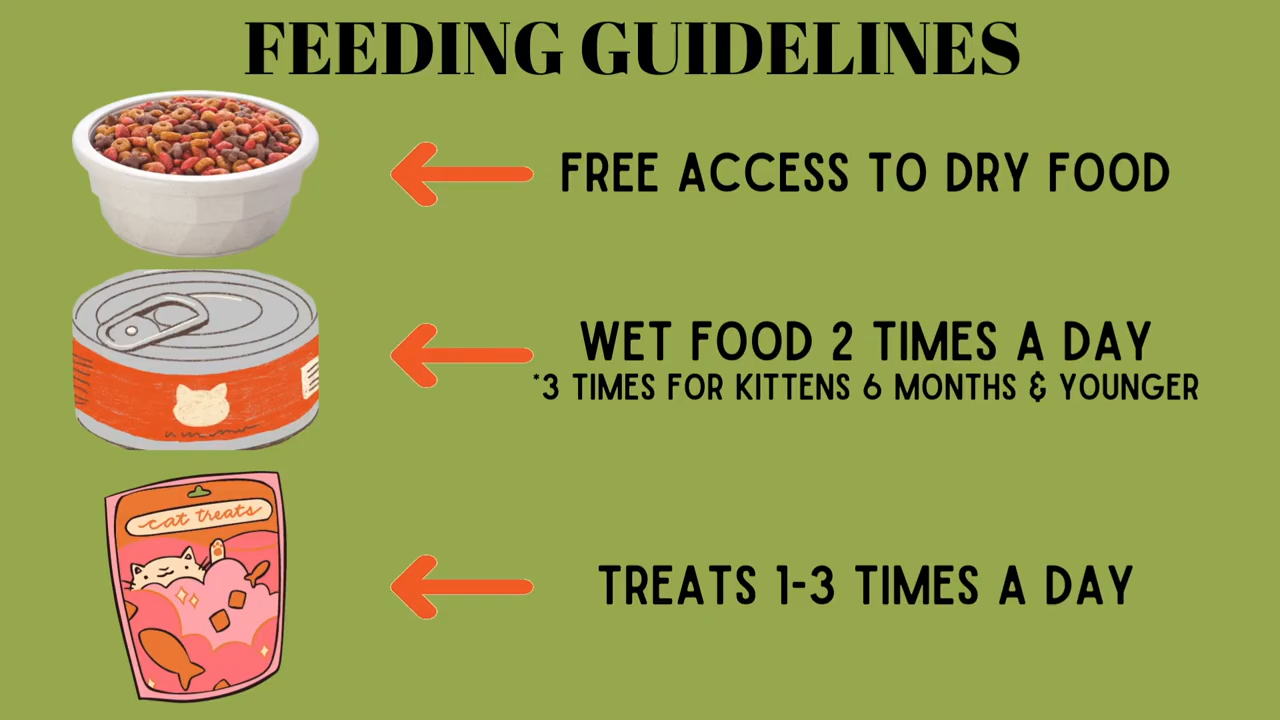 FEEDING GUIDELINES
FREE ACCESS TO DRY FOOD
WET FOOD 2 TIMES A DAY
*3 TIMES FOR KITTENS 6 MONTHS & YOUNGER
cat treats
TREATS 1-3 TIMES A DAY